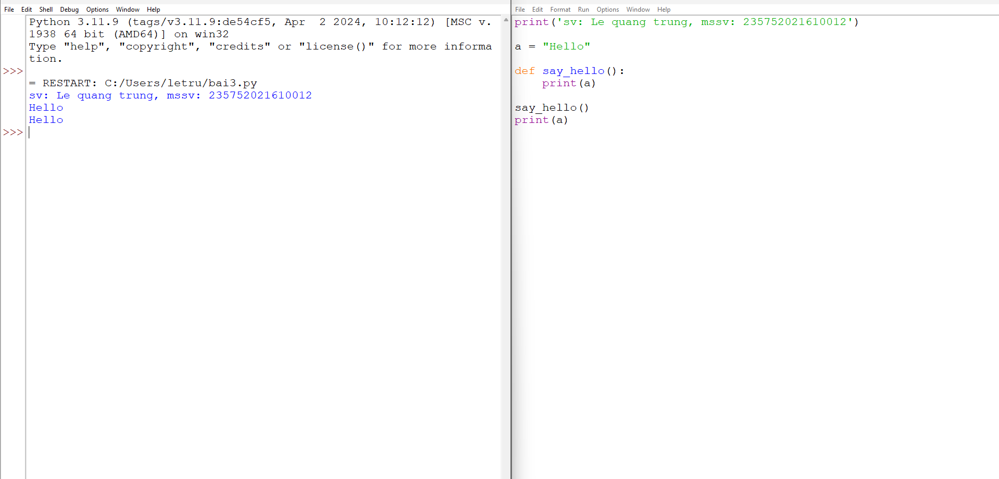 File Edit Shell Debug Options Window Help
Python 3.11.9 (tags/v3.11.9:de54cf5, Apr  2 2024, 10:12:12) [MSC v.
1938 64 bit (AMD64)] on win32
Type "help", "copyright", "credits" or "license()" for more informa
tion.
>>>
= RESTART: C:/Users/letru/bai3.py
sv: Le quang trung, mssv: 235752021610012
Hello
Hello
>>>
File Edit Format Run Options Window Help
print('sv: Le quang trung, mssv: 235752021610012')
a = "Hello"
def say_hello():
    print(a)
say_hello()
print(a)